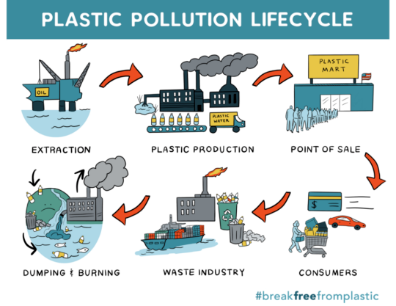 PLASTIC POLLUTION LIFECYCLE
OIL
EXTRACTION
PLASTIC
WATER
PLASTIC PRODUCTION
PLASTIC
MART
POINT OF SALE
DUMPING & BURNING
WASTE INDUSTRY
$
CONSUMERS
#breakfreefromplastic